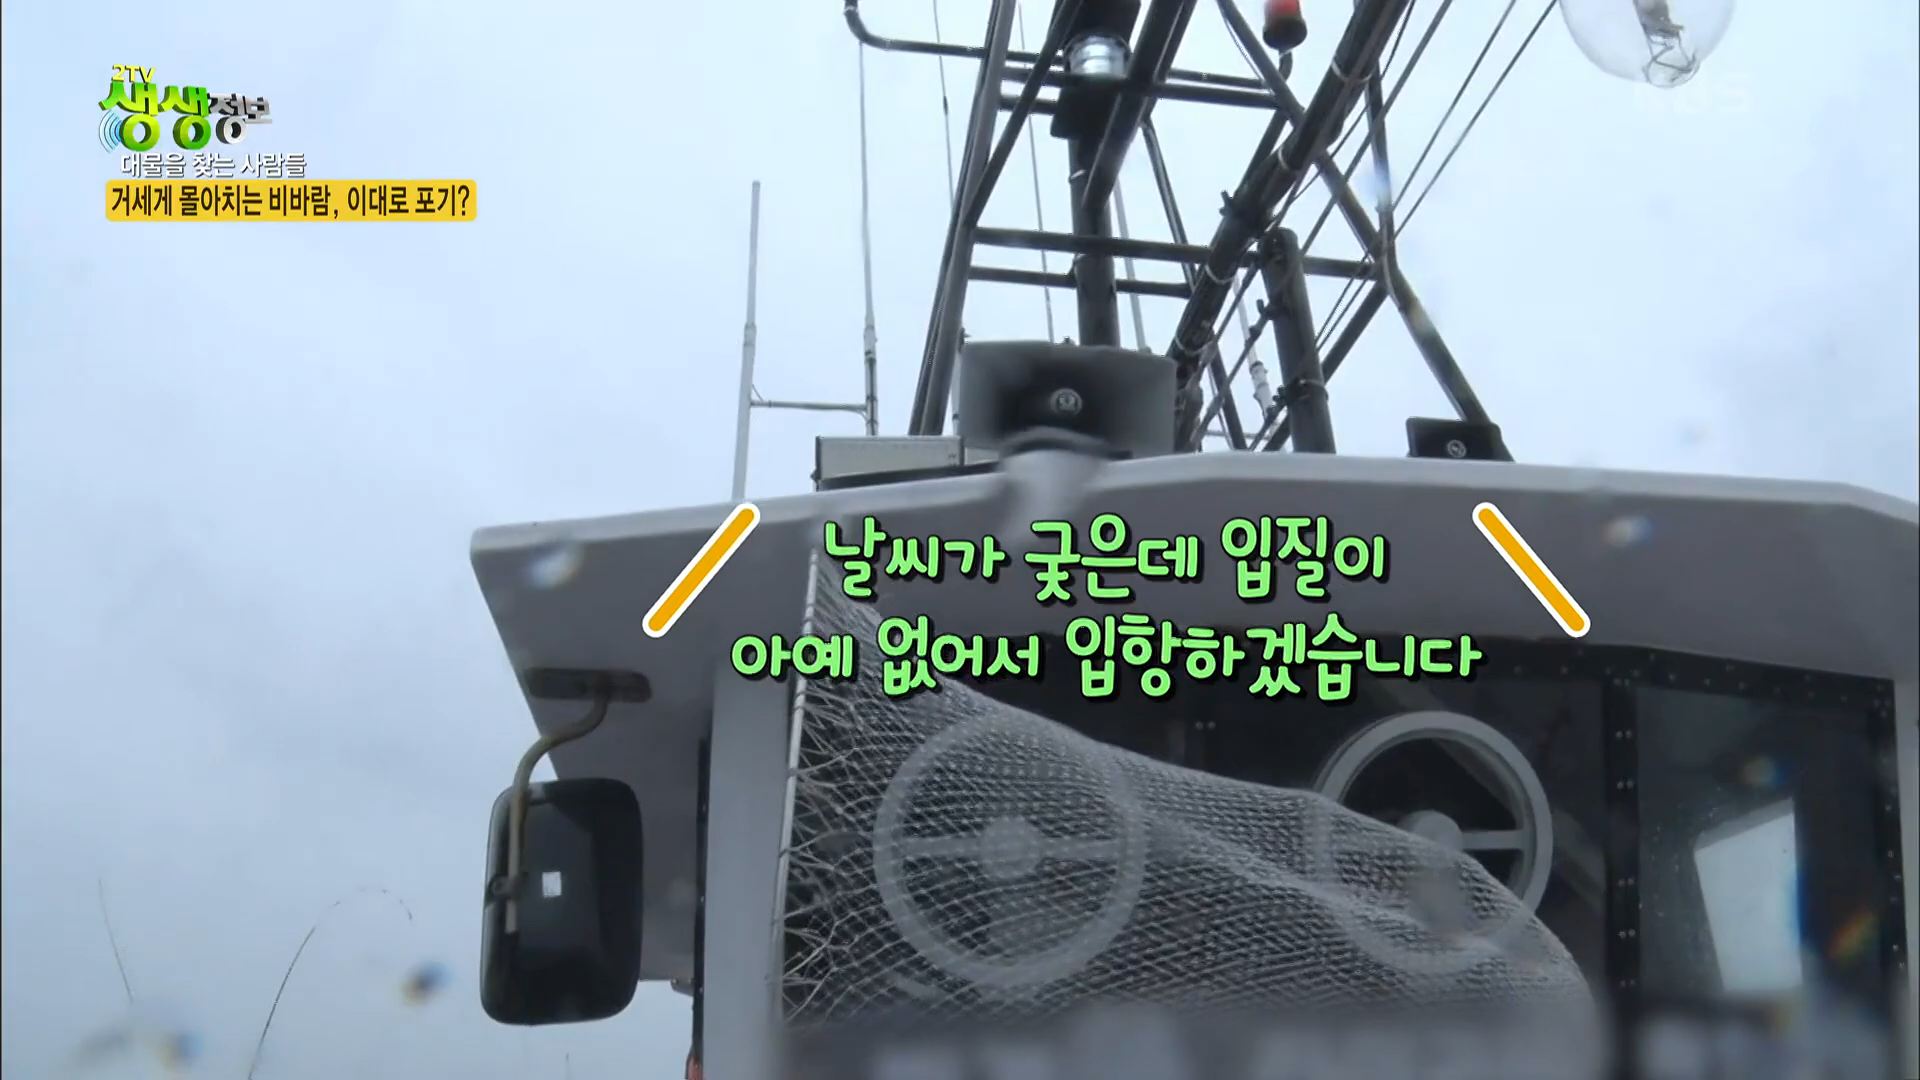 2TV
생생정보
대물을 찾는 사람들
거세게 몰아치는 비바람, 이대로 포기?
KBS
날씨가 궂은데 입질이
아예 없어서 입항하겠습니다